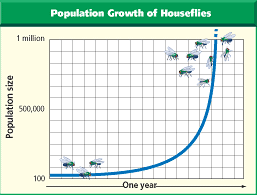 Population Growth of Houseflies
1 million
Population size
500,000
100
One year